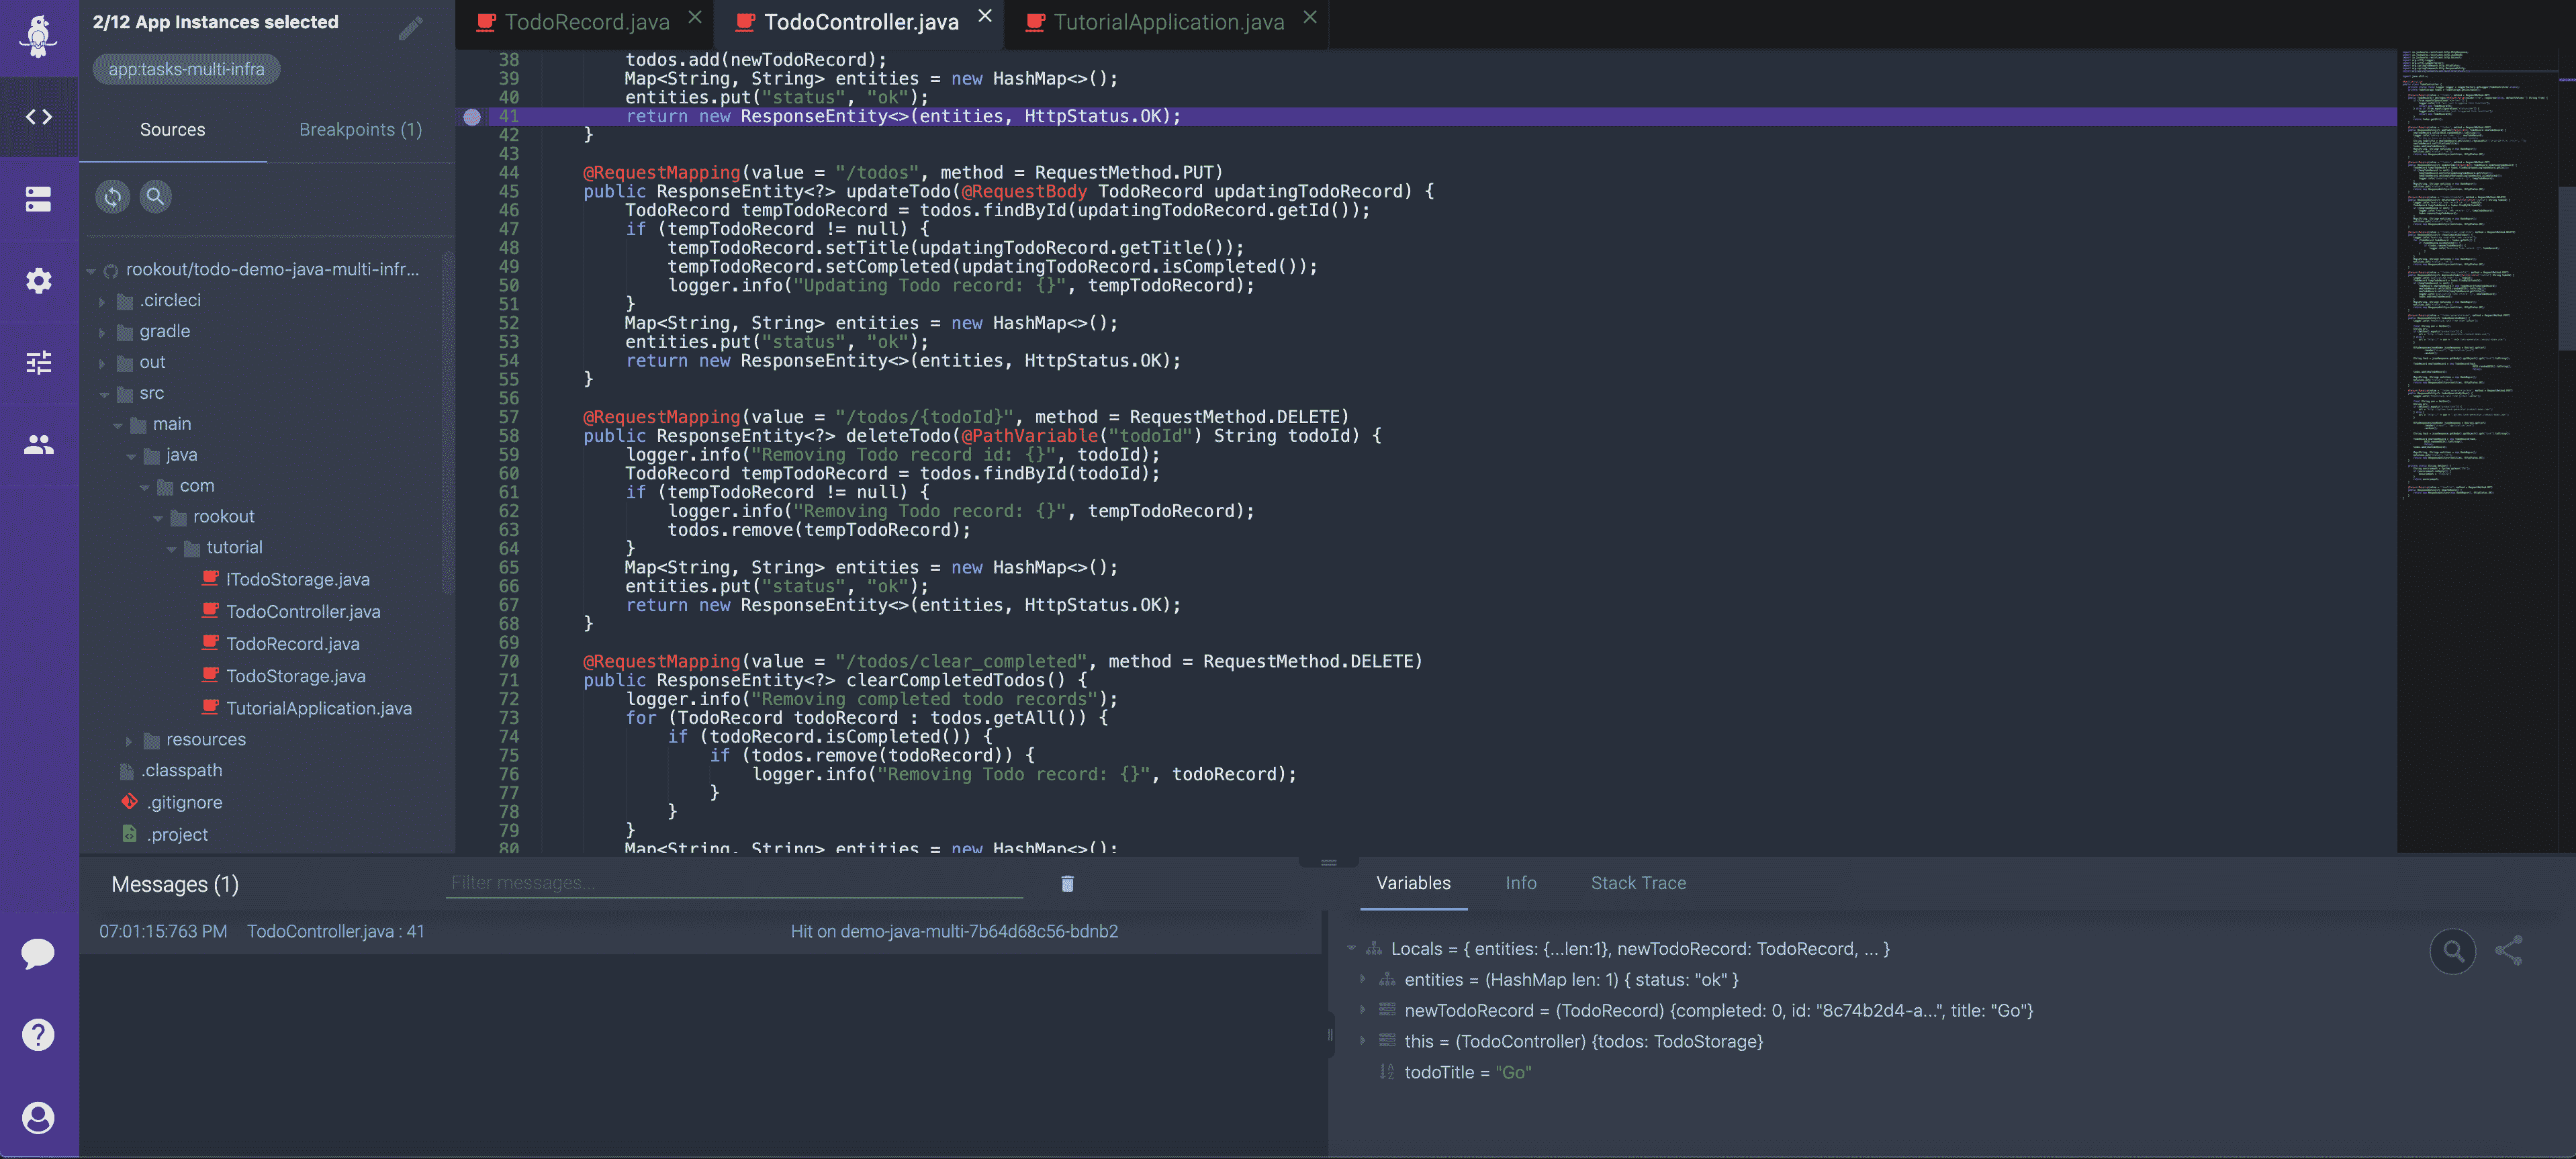 2/12 App Instances selected
app:tasks-multi-infra
Sources
Breakpoints (1)
rookout/todo-demo-java-multi-infr...
.circleci
gradle
out
src
main
java
com
rookout
tutorial
ITodoStorage.java
TodoController.java
TodoRecord.java
TodoStorage.java
TutorialApplication.java
resources
.classpath
.gitignore
.project
TodoRecord.java
TodoController.java
TutorialApplication.java
38 todos.add(newTodoRecord);
39 Map<String, String> entities = new HashMap<>();
40 entities.put("status", "ok");
41 return new ResponseEntity<>(entities, HttpStatus.OK);
42 }
43
44 @RequestMapping(value = "/todos", method = RequestMethod.PUT)
45 public ResponseEntity<?> updateTodo(@RequestBody TodoRecord updatingTodoRecord) {
46 TodoRecord tempTodoRecord = todos.findById(updatingTodoRecord.getId());
47 if (tempTodoRecord != null) {
48 tempTodoRecord.setTitle(updatingTodoRecord.getTitle());
49 tempTodoRecord.setCompleted(updatingTodoRecord.isCompleted());
50 logger.info("Updating Todo record: {}", tempTodoRecord);
51 }
52 Map<String, String> entities = new HashMap<>();
53 entities.put("status", "ok");
54 return new ResponseEntity<>(entities, HttpStatus.OK);
55 }
56
57 @RequestMapping(value = "/todos/{todoId}", method = RequestMethod.DELETE)
58 public ResponseEntity<?> deleteTodo(@PathVariable("todoId") String todoId) {
59 logger.info("Removing Todo record id: {}", todoId);
60 TodoRecord tempTodoRecord = todos.findById(todoId);
61 if (tempTodoRecord != null) {
62 logger.info("Removing Todo record: {}", tempTodoRecord);
63 todos.remove(tempTodoRecord);
64 }
65 Map<String, String> entities = new HashMap<>();
66 entities.put("status", "ok");
67 return new ResponseEntity<>(entities, HttpStatus.OK);
68 }
69
70 @RequestMapping(value = "/todos/clear_completed", method = RequestMethod.DELETE)
71 public ResponseEntity<?> clearCompletedTodos() {
72 logger.info("Removing completed todo records");
73 for (TodoRecord todoRecord : todos.getAll()) {
74 if (todoRecord.isCompleted()) {
75 if (todos.remove(todoRecord)) {
76 logger.info("Removing Todo record: {}", todoRecord);
77 }
78 }
79 }
80 Map<String, String> entities = new HashMap<>();
Messages (1)
Filter messages...
07:01:15:763 PM TodoController.java : 41 Hit on demo-java-multi-7b64d68c56-bdnb2
Variables
Info
Stack Trace
Locals = { entities: {...len:1}, newTodoRecord: TodoRecord, ... }
entities = (HashMap len: 1) { status: "ok" }
newTodoRecord = (TodoRecord) {completed: 0, id: "8c74b2d4-a...", title: "Go"}
this = (TodoController) {todos: TodoStorage}
todoTitle = "Go"